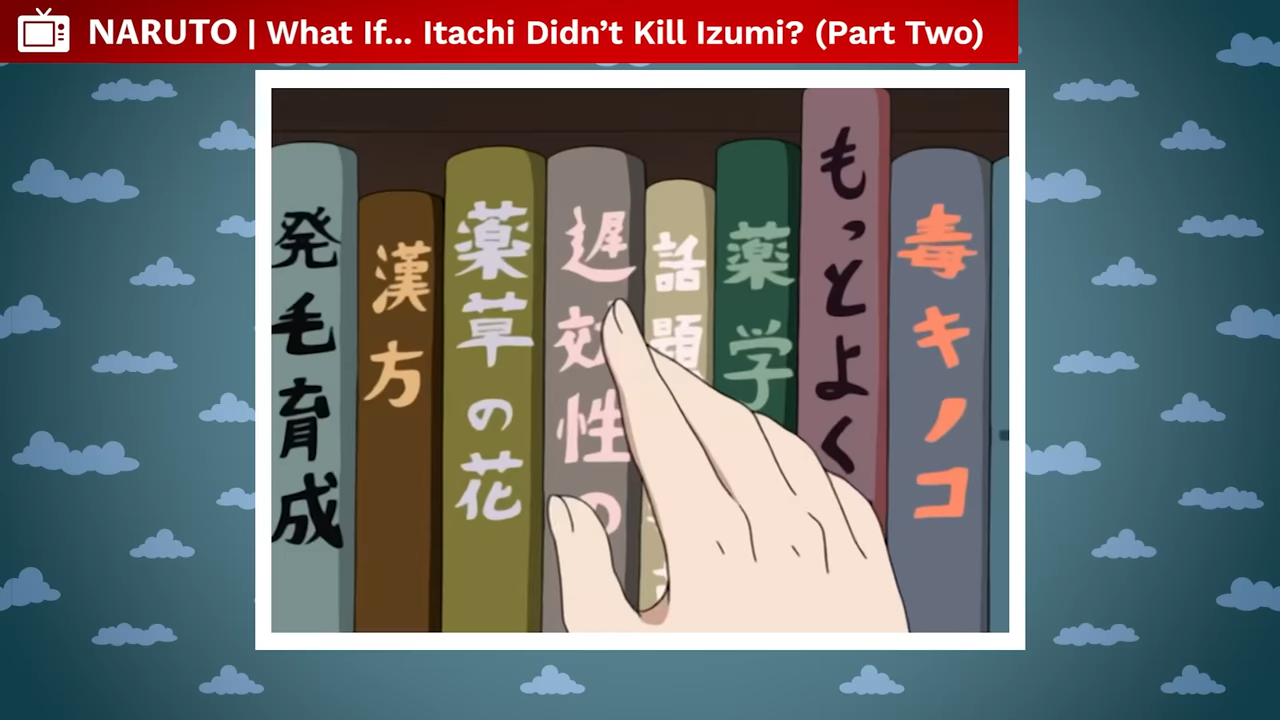 NARUTO | What If... Itachi Didn’t Kill Izumi? (Part Two)
発毛育成
漢方
薬草の花
遅効性の
話題
薬学
もっとよく
毒キノコ